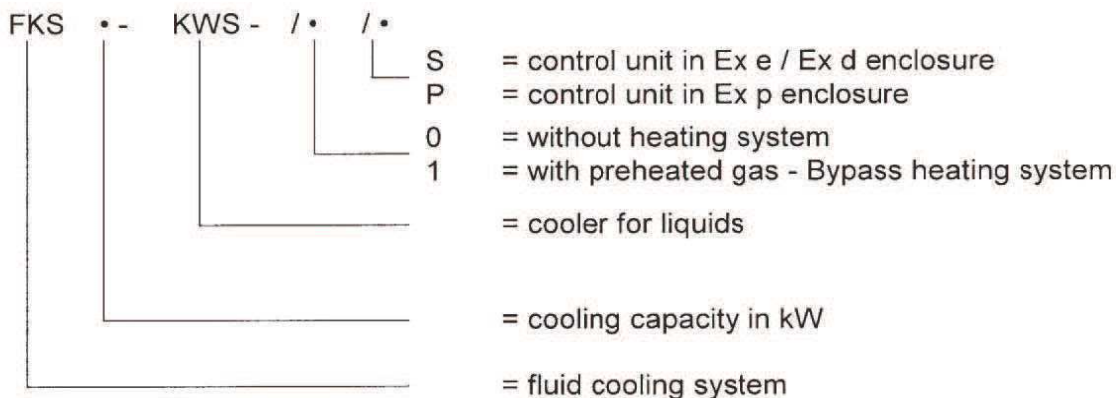 FKS • - KWS - / • / •
S = control unit in Ex e / Ex d enclosure
P = control unit in Ex p enclosure
0 = without heating system
1 = with preheated gas - Bypass heating system
= cooler for liquids
= cooling capacity in kW
= fluid cooling system